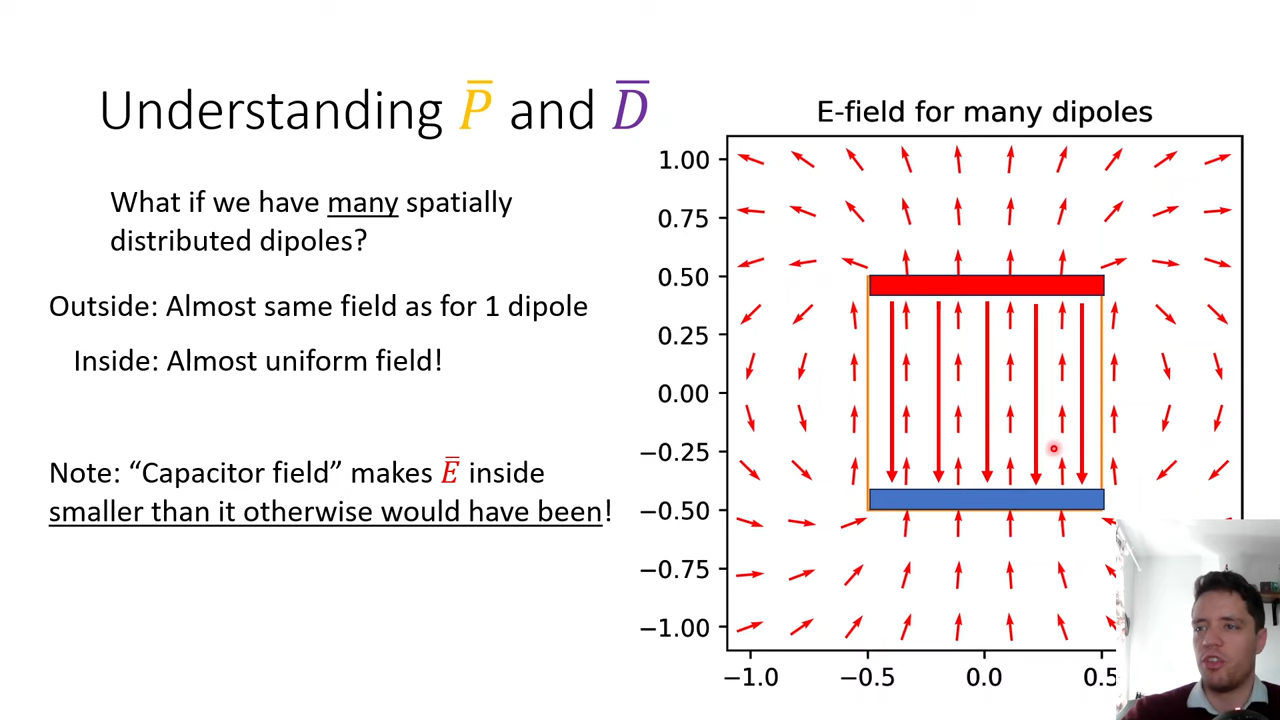 Understanding P̅ and D̅
What if we have many spatially
distributed dipoles?
Outside: Almost same field as for 1 dipole
Inside: Almost uniform field!
Note: “Capacitor field” makes E̅ inside
smaller than it otherwise would have been!
E-field for many dipoles
1.00
0.75
0.50
0.25
0.00
−0.25
−0.50
−0.75
−1.00
−1.0 −0.5 0.0 0.5